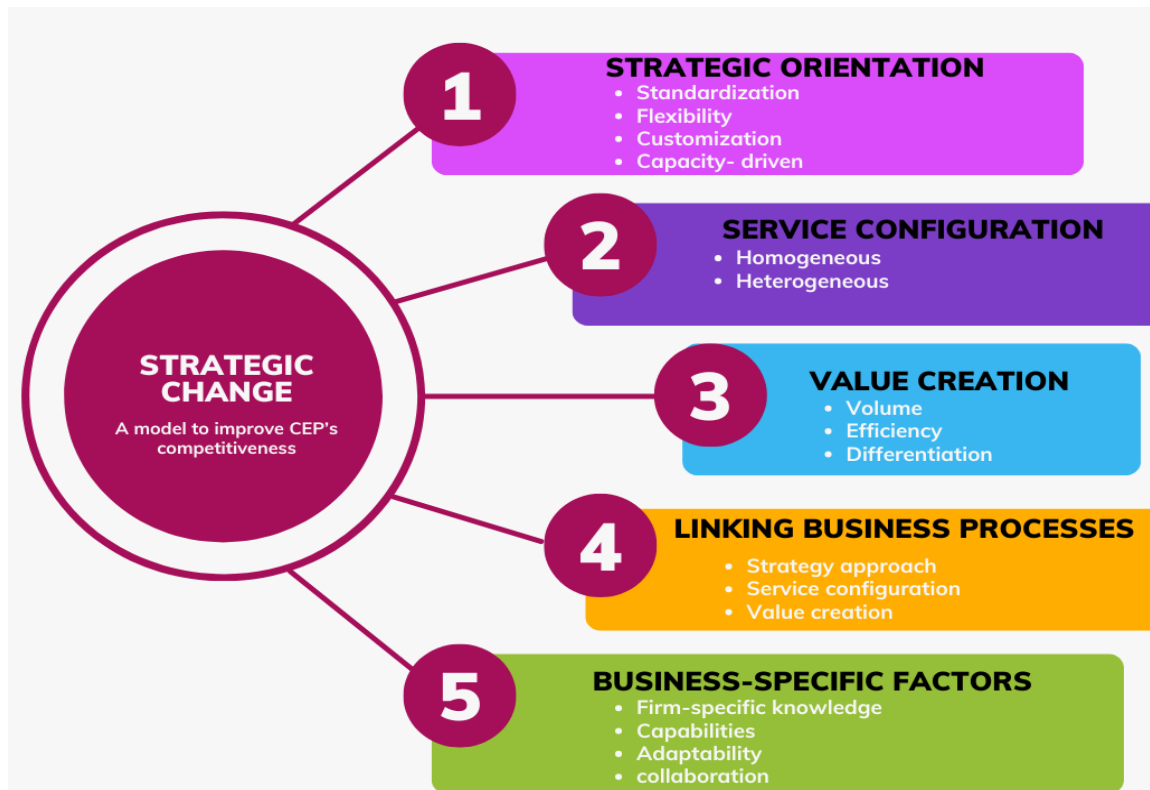 STRATEGIC
CHANGE
A model to improve CEP's
competitiveness
1
STRATEGIC ORIENTATION
• Standardization
• Flexibility
• Customization
• Capacity- driven
2
SERVICE CONFIGURATION
• Homogeneous
• Heterogeneous
3
VALUE CREATION
• Volume
• Efficiency
• Differentiation
4
LINKING BUSINESS PROCESSES
• Strategy approach
• Service configuration
• Value creation
5
BUSINESS-SPECIFIC FACTORS
• Firm-specific knowledge
• Capabilities
• Adaptability
• collaboration